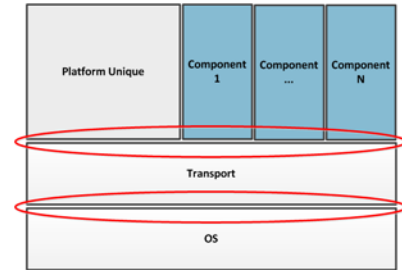 Platform Unique
Component
1
Component
...
Component
N
Transport
OS